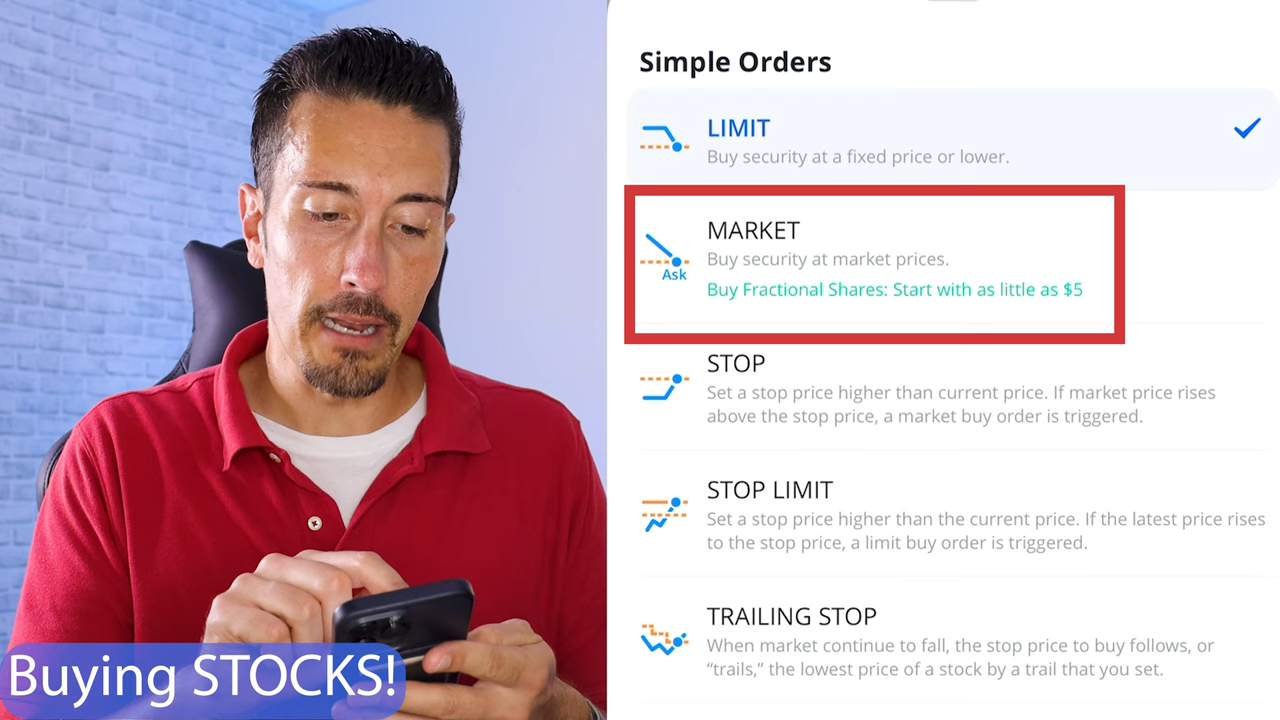 Simple Orders
LIMIT
Buy security at a fixed price or lower.
MARKET
Buy security at market prices.
Ask
Buy Fractional Shares: Start with as little as $5
STOP
Set a stop price higher than current price. If market price rises
above the stop price, a market buy order is triggered.
STOP LIMIT
Set a stop price higher than the current price. If the latest price rises
to the stop price, a limit buy order is triggered.
TRAILING STOP
When market continue to fall, the stop price to buy follows, or
“trails,” the lowest price of a stock by a trail that you set.
Buying STOCKS!